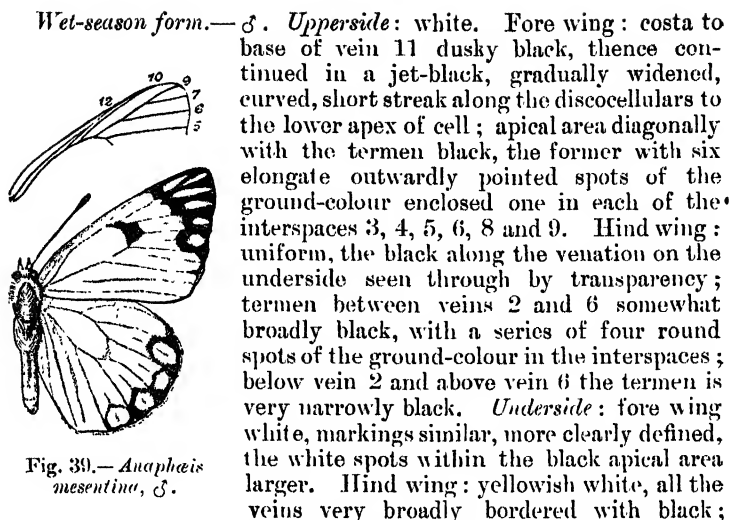 Wet-season form.—♂. Upperside: white. Fore wing: costa to
base of vein 11 dusky black, thence con-
tinued in a jet-black, gradually widened,
curved, short streak along the discocellulars to
the lower apex of cell; apical area diagonally
with the termen black, the former with six
elongate outwardly pointed spots of the
ground-colour enclosed one in each of the
interspaces 3, 4, 5, 6, 8 and 9. Hind wing:
uniform, the black along the venation on the
underside seen through by transparency;
termen between veins 2 and 6 somewhat
broadly black, with a series of four round
spots of the ground-colour in the interspaces;
below vein 2 and above vein 6 the termen is
very narrowly black. Underside: fore wing
white, markings similar, more clearly defined,
the white spots within the black apical area
larger. Hind wing: yellowish white, all the
veins very broadly bordered with black;
12
10
9
7
6
5
Fig. 39.—Anaphæis
mesentina, ♂.